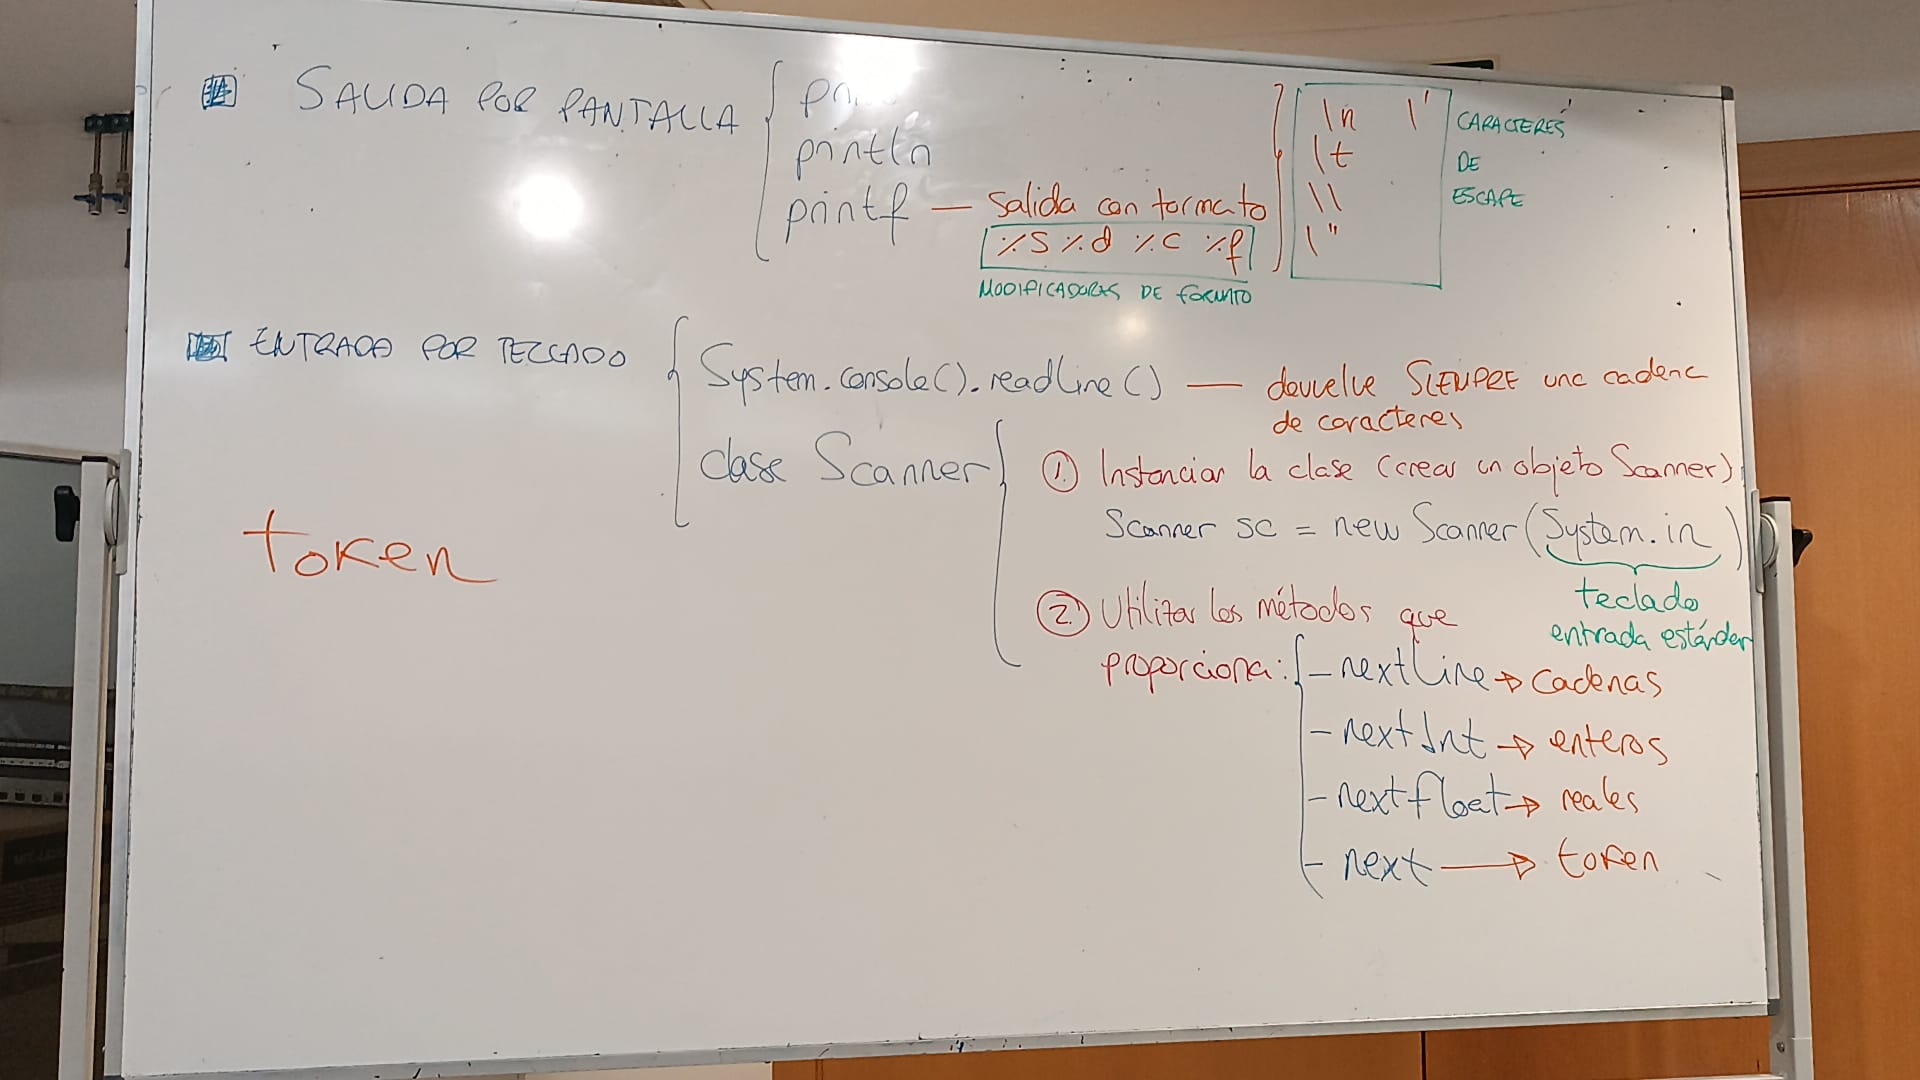 SALIDA POR PANTALLA
println
printf — Salida con formato
%s %d %c %f
MODIFICADORES DE FORMATO
\n \'
\t
\\
\"
CARACTERES
DE
ESCAPE
ENTRADA POR TECLADO
System.console().readLine() — devuelve SIEMPRE una cadena
de caracteres
clase Scanner
① Instanciar la clase (crear un objeto Scanner)
Scanner sc = new Scanner(System.in)
teclado
entrada estándar
② Utilizar los métodos que
proporciona:
- nextLine → cadenas
- nextInt → enteros
- nextFloat → reales
- next → token
token